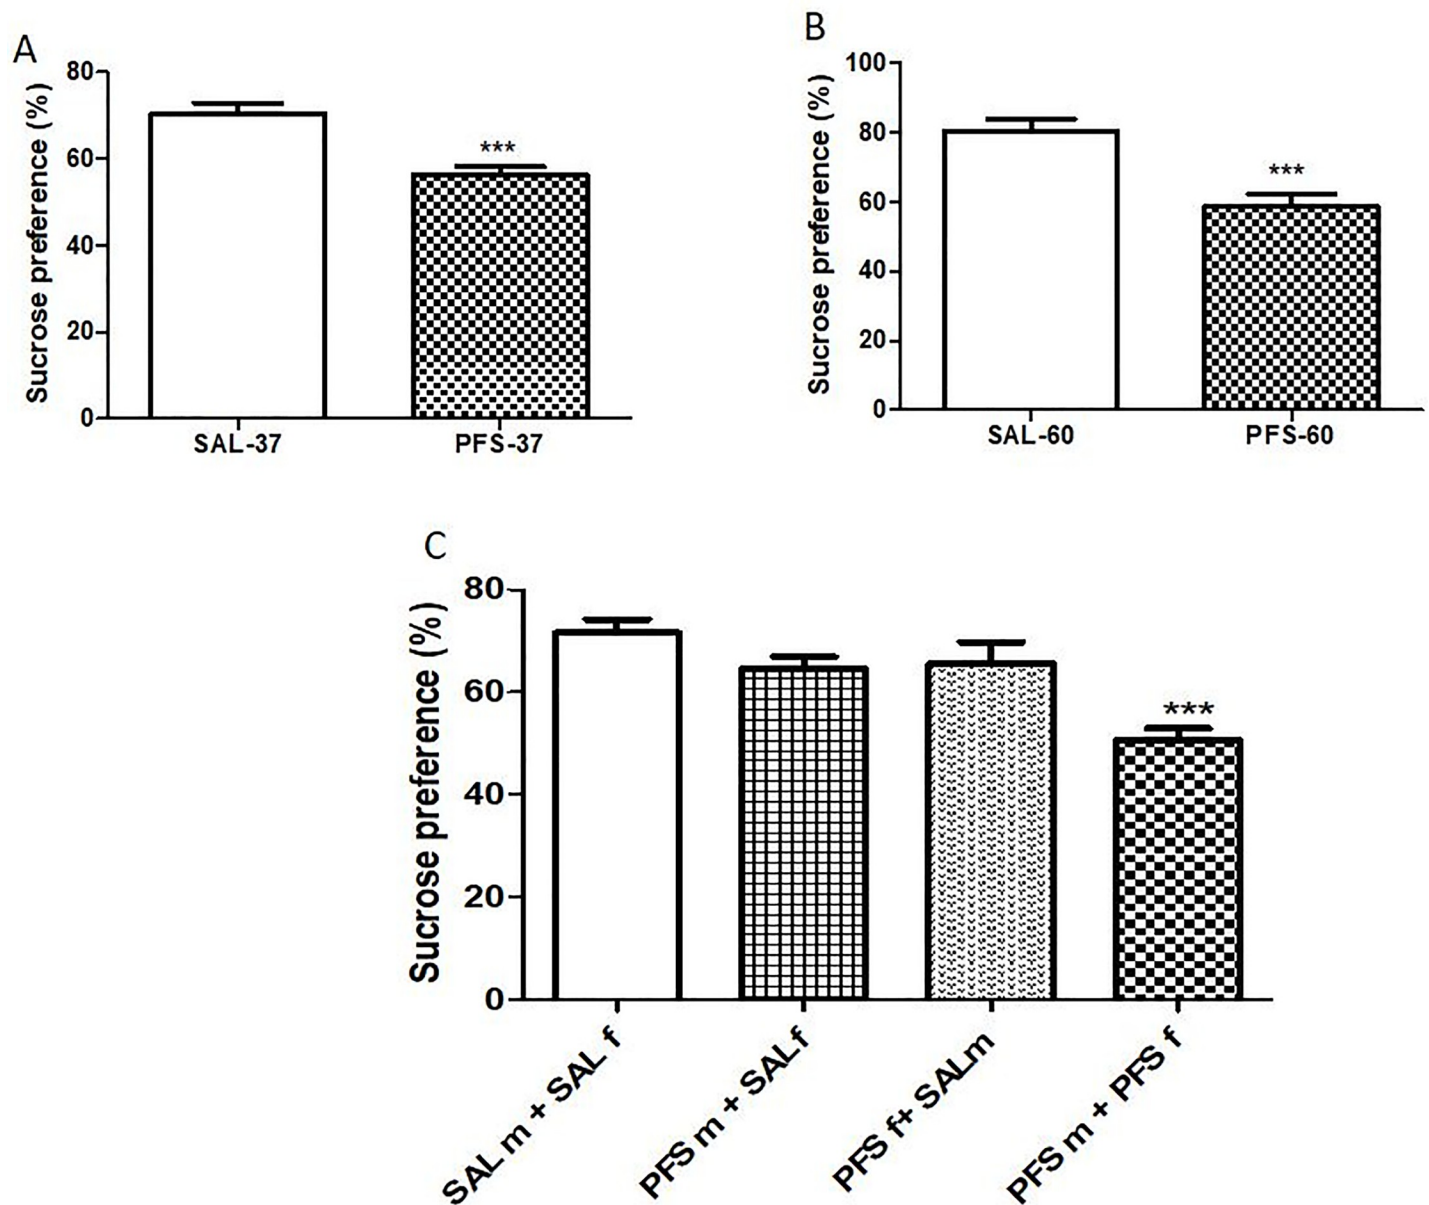 A
Sucrose preference (%)
80
60
40
20
0
***
SAL-37
PFS-37
B
Sucrose preference (%)
100
80
60
40
20
0
***
SAL-60
PFS-60
C
Sucrose preference (%)
80
60
40
20
0
***
SAL m + SAL f
PFS m + SALf
PFS f+ SALm
PFS m + PFS f